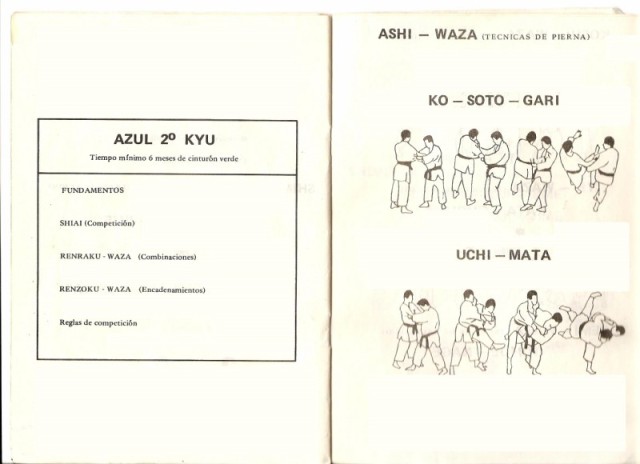 AZUL 2º KYU
Tiempo mínimo 6 meses de cinturón verde
FUNDAMENTOS
SHIAI (Competición)
RENRAKU - WAZA (Combinaciones)
RENZOKU - WAZA (Encadenamientos)
Reglas de competición
ASHI – WAZA (TECNICAS DE PIERNA)
KO – SOTO – GARI
UCHI – MATA